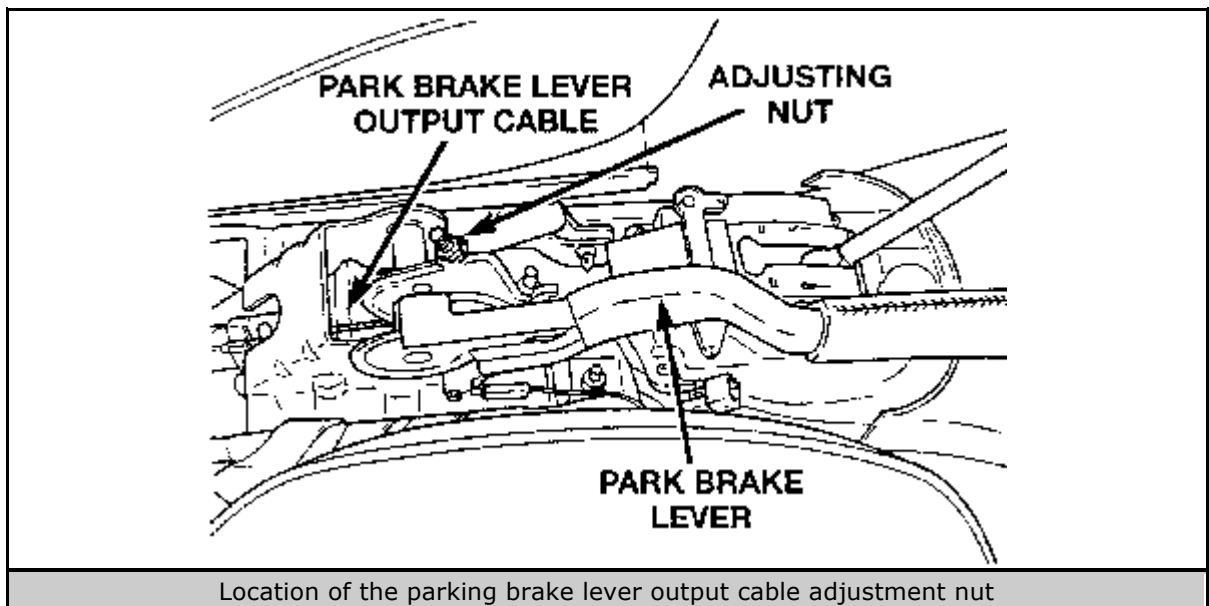 PARK BRAKE LEVER
OUTPUT CABLE
ADJUSTING
NUT
PARK BRAKE
LEVER
Location of the parking brake lever output cable adjustment nut